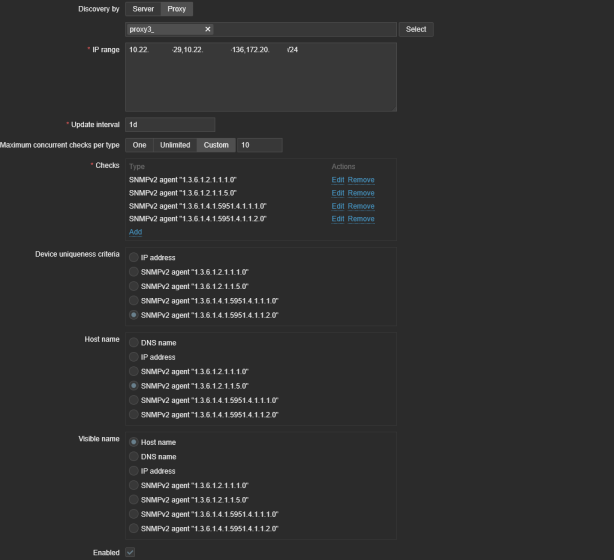 Discovery by Server Proxy
proxy3_ × Select
* IP range 10.22. -29,10.22. -136,172.20. /24
* Update interval 1d
Maximum concurrent checks per type One Unlimited Custom 10
* Checks Type Actions
SNMPv2 agent "1.3.6.1.2.1.1.1.0" Edit Remove
SNMPv2 agent "1.3.6.1.2.1.1.5.0" Edit Remove
SNMPv2 agent "1.3.6.1.4.1.5951.4.1.1.1.0" Edit Remove
SNMPv2 agent "1.3.6.1.4.1.5951.4.1.1.2.0" Edit Remove
Add
Device uniqueness criteria IP address
SNMPv2 agent "1.3.6.1.2.1.1.1.0"
SNMPv2 agent "1.3.6.1.2.1.1.5.0"
SNMPv2 agent "1.3.6.1.4.1.5951.4.1.1.1.0"
SNMPv2 agent "1.3.6.1.4.1.5951.4.1.1.2.0"
Host name DNS name
IP address
SNMPv2 agent "1.3.6.1.2.1.1.1.0"
SNMPv2 agent "1.3.6.1.2.1.1.5.0"
SNMPv2 agent "1.3.6.1.4.1.5951.4.1.1.1.0"
SNMPv2 agent "1.3.6.1.4.1.5951.4.1.1.2.0"
Visible name Host name
DNS name
IP address
SNMPv2 agent "1.3.6.1.2.1.1.1.0"
SNMPv2 agent "1.3.6.1.2.1.1.5.0"
SNMPv2 agent "1.3.6.1.4.1.5951.4.1.1.1.0"
SNMPv2 agent "1.3.6.1.4.1.5951.4.1.1.2.0"
Enabled